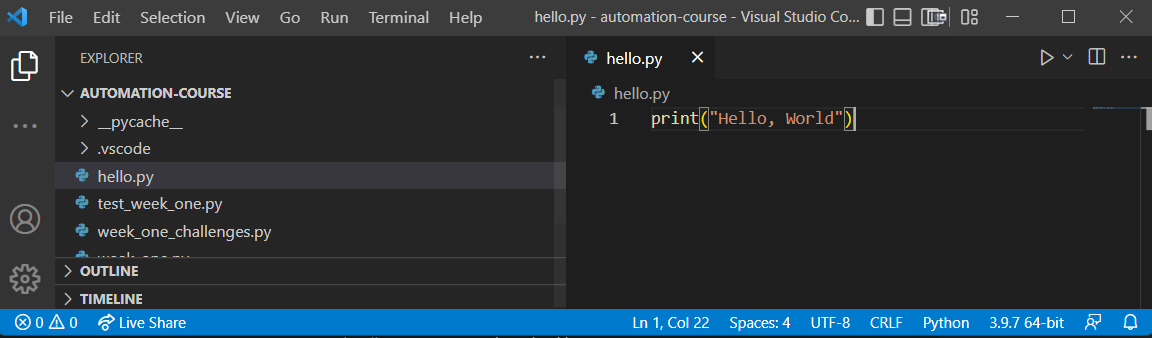 File Edit Selection View Go Run Terminal Help hello.py - automation-course - Visual Studio Co...
EXPLORER
AUTOMATION-COURSE
__pycache__
.vscode
hello.py
test_week_one.py
week_one_challenges.py
hello.py
hello.py
1 print("Hello, World")
OUTLINE
TIMELINE
0 0 Live Share Ln 1, Col 22 Spaces: 4 UTF-8 CRLF Python 3.9.7 64-bit